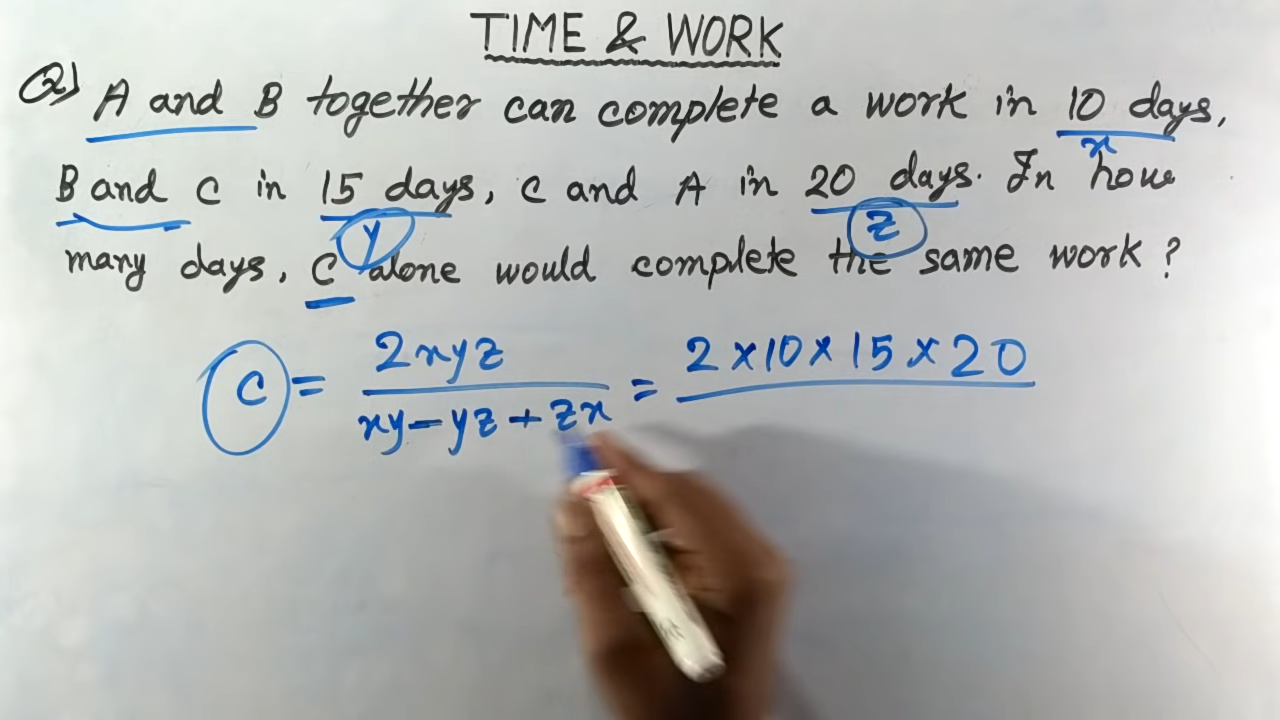 TIME & WORK
Q) A and B together can complete a work in 10 days,
x
B and C in 15 days, C and A in 20 days. In how
y z
many days, C alone would complete the same work ?
C = 2xyz / xy - yz + zx = 2 x 10 x 15 x 20